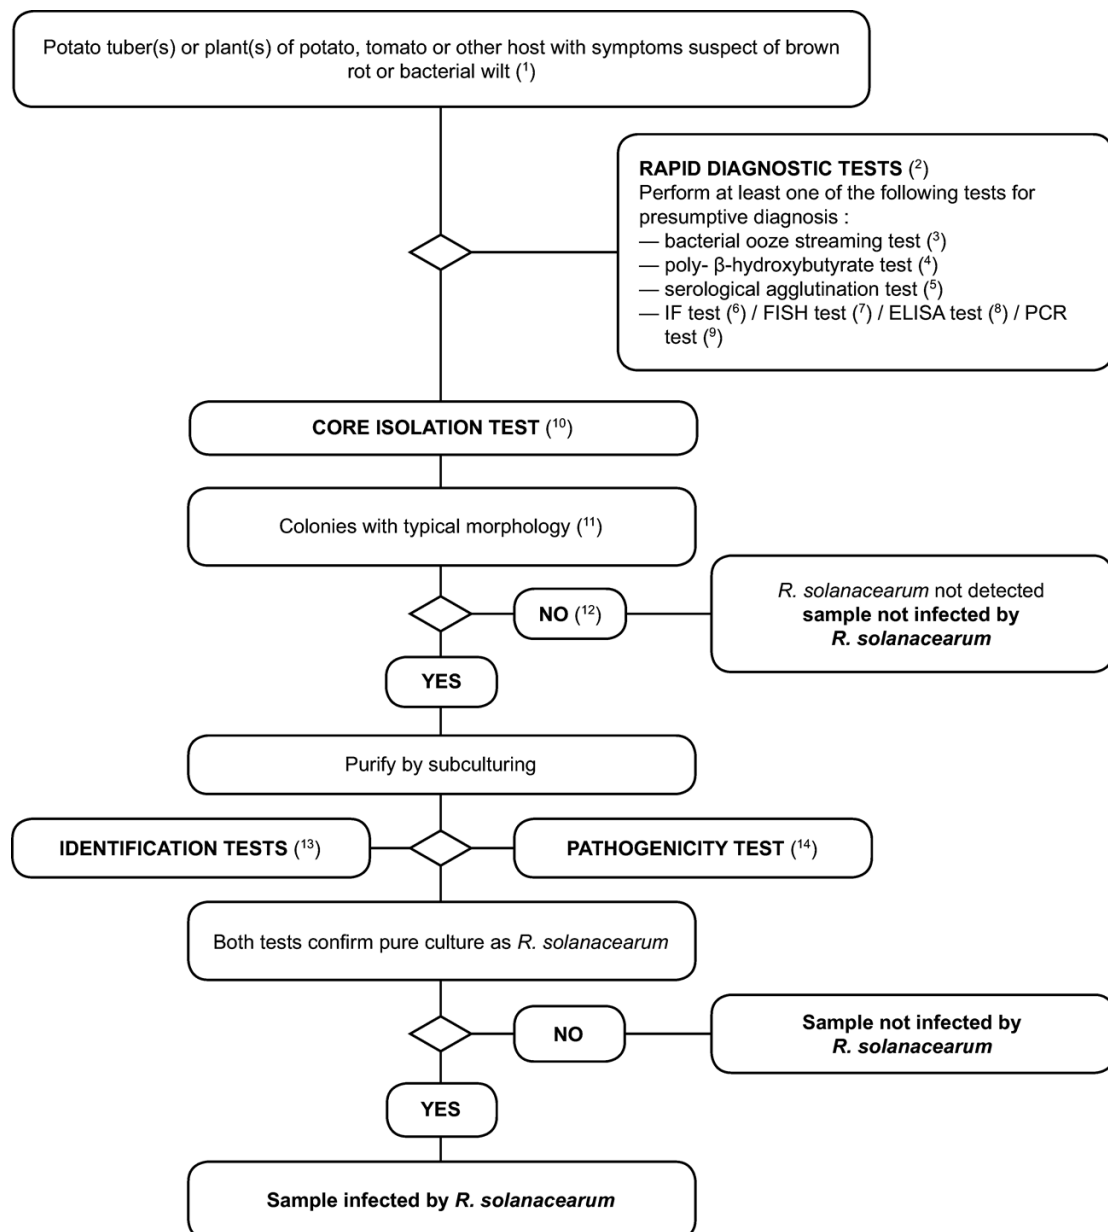 Potato tuber(s) or plant(s) of potato, tomato or other host with symptoms suspect of brown
rot or bacterial wilt (¹)
RAPID DIAGNOSTIC TESTS (²)
Perform at least one of the following tests for
presumptive diagnosis :
— bacterial ooze streaming test (³)
— poly- β-hydroxybutyrate test (⁴)
— serological agglutination test (⁵)
— IF test (⁶) / FISH test (⁷) / ELISA test (⁸) / PCR
test (⁹)
CORE ISOLATION TEST (¹⁰)
Colonies with typical morphology (¹¹)
NO (¹²)
R. solanacearum not detected
sample not infected by
R. solanacearum
YES
Purify by subculturing
IDENTIFICATION TESTS (¹³)
PATHOGENICITY TEST (¹⁴)
Both tests confirm pure culture as R. solanacearum
NO
Sample not infected by
R. solanacearum
YES
Sample infected by R. solanacearum